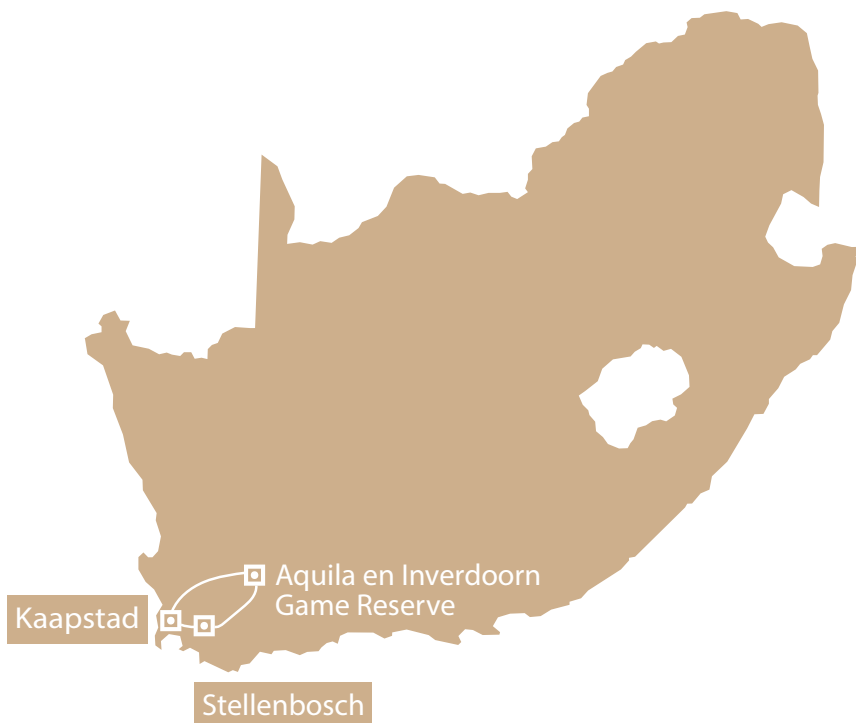 Aquila en Inverdoorn
Game Reserve
Kaapstad
Stellenbosch